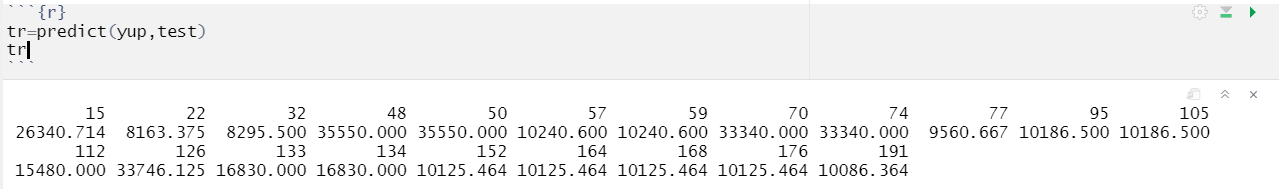 ```{r}
tr=predict(yup,test)
tr
```
15 22 32 48 50 57 59 70 74 77 95 105
26340.714 8163.375 8295.500 35550.000 35550.000 10240.600 10240.600 33340.000 33340.000 9560.667 10186.500 10186.500
112 126 133 134 152 164 168 176 191
15480.000 33746.125 16830.000 16830.000 10125.464 10125.464 10125.464 10125.464 10086.364